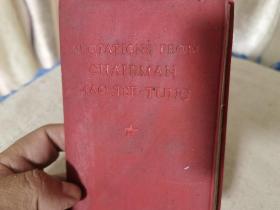 QUOTATIONS FROM
CHAIRMAN
MAO TSE-TUNG